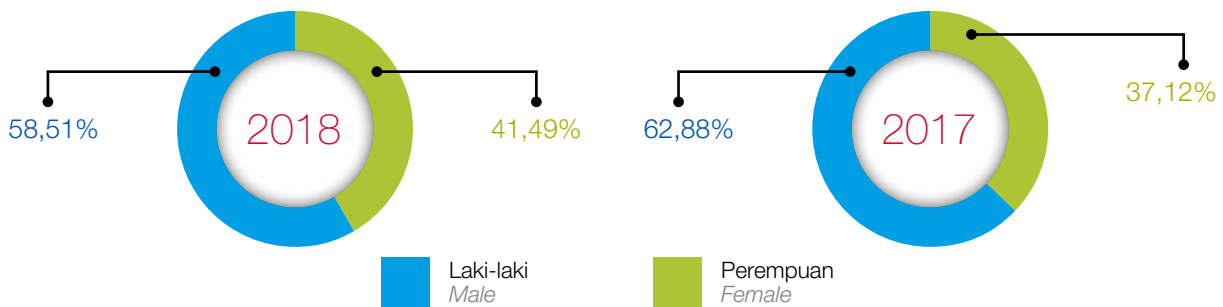 2018
58,51%
41,49%
2017
62,88%
37,12%
Laki-laki
Male
Perempuan
Female